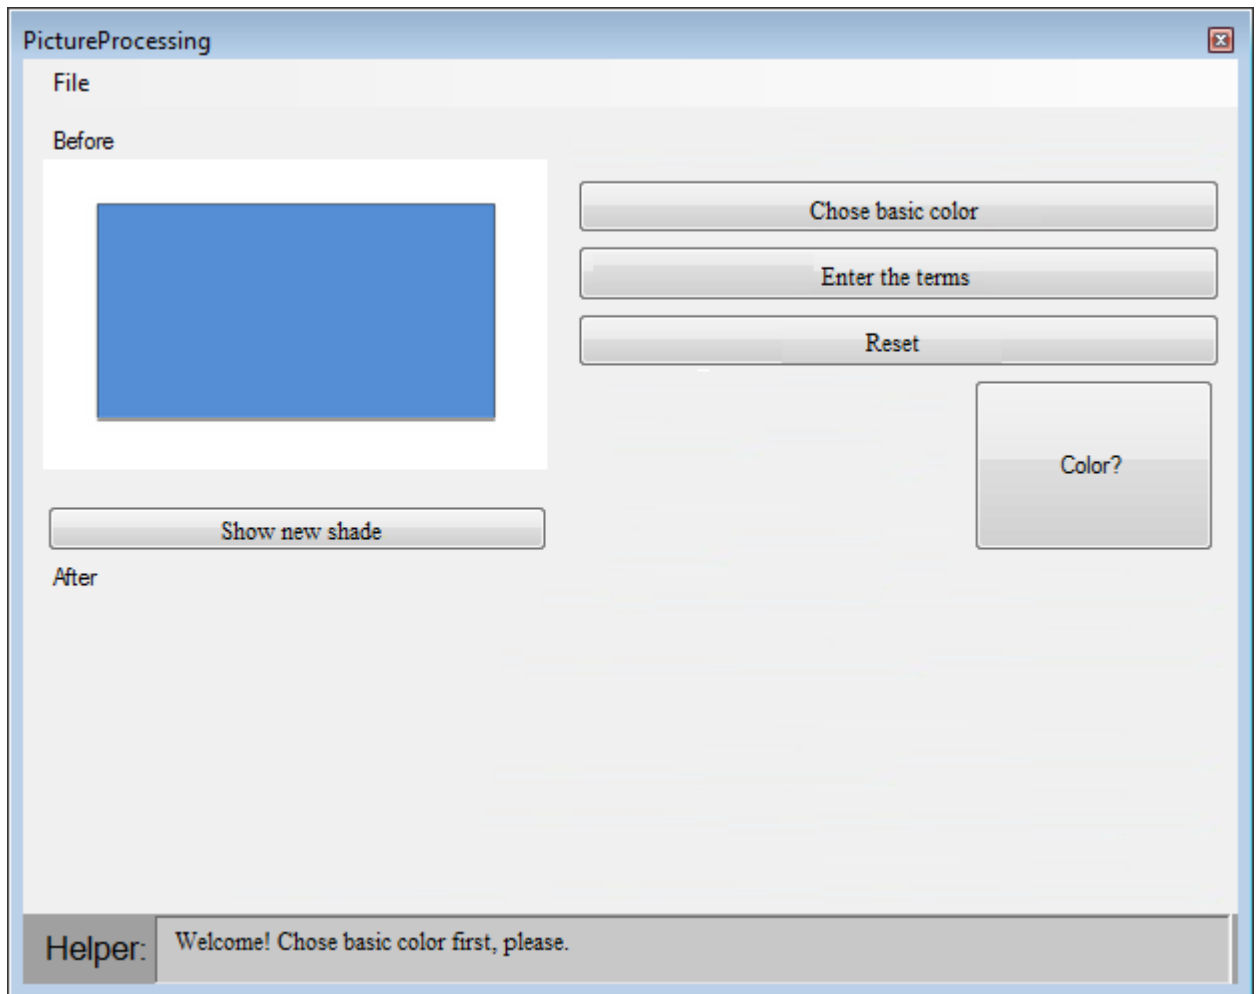 PictureProcessing
File
Before
Chose basic color
Enter the terms
Reset
Color?
Show new shade
After
Helper:
Welcome! Chose basic color first, please.